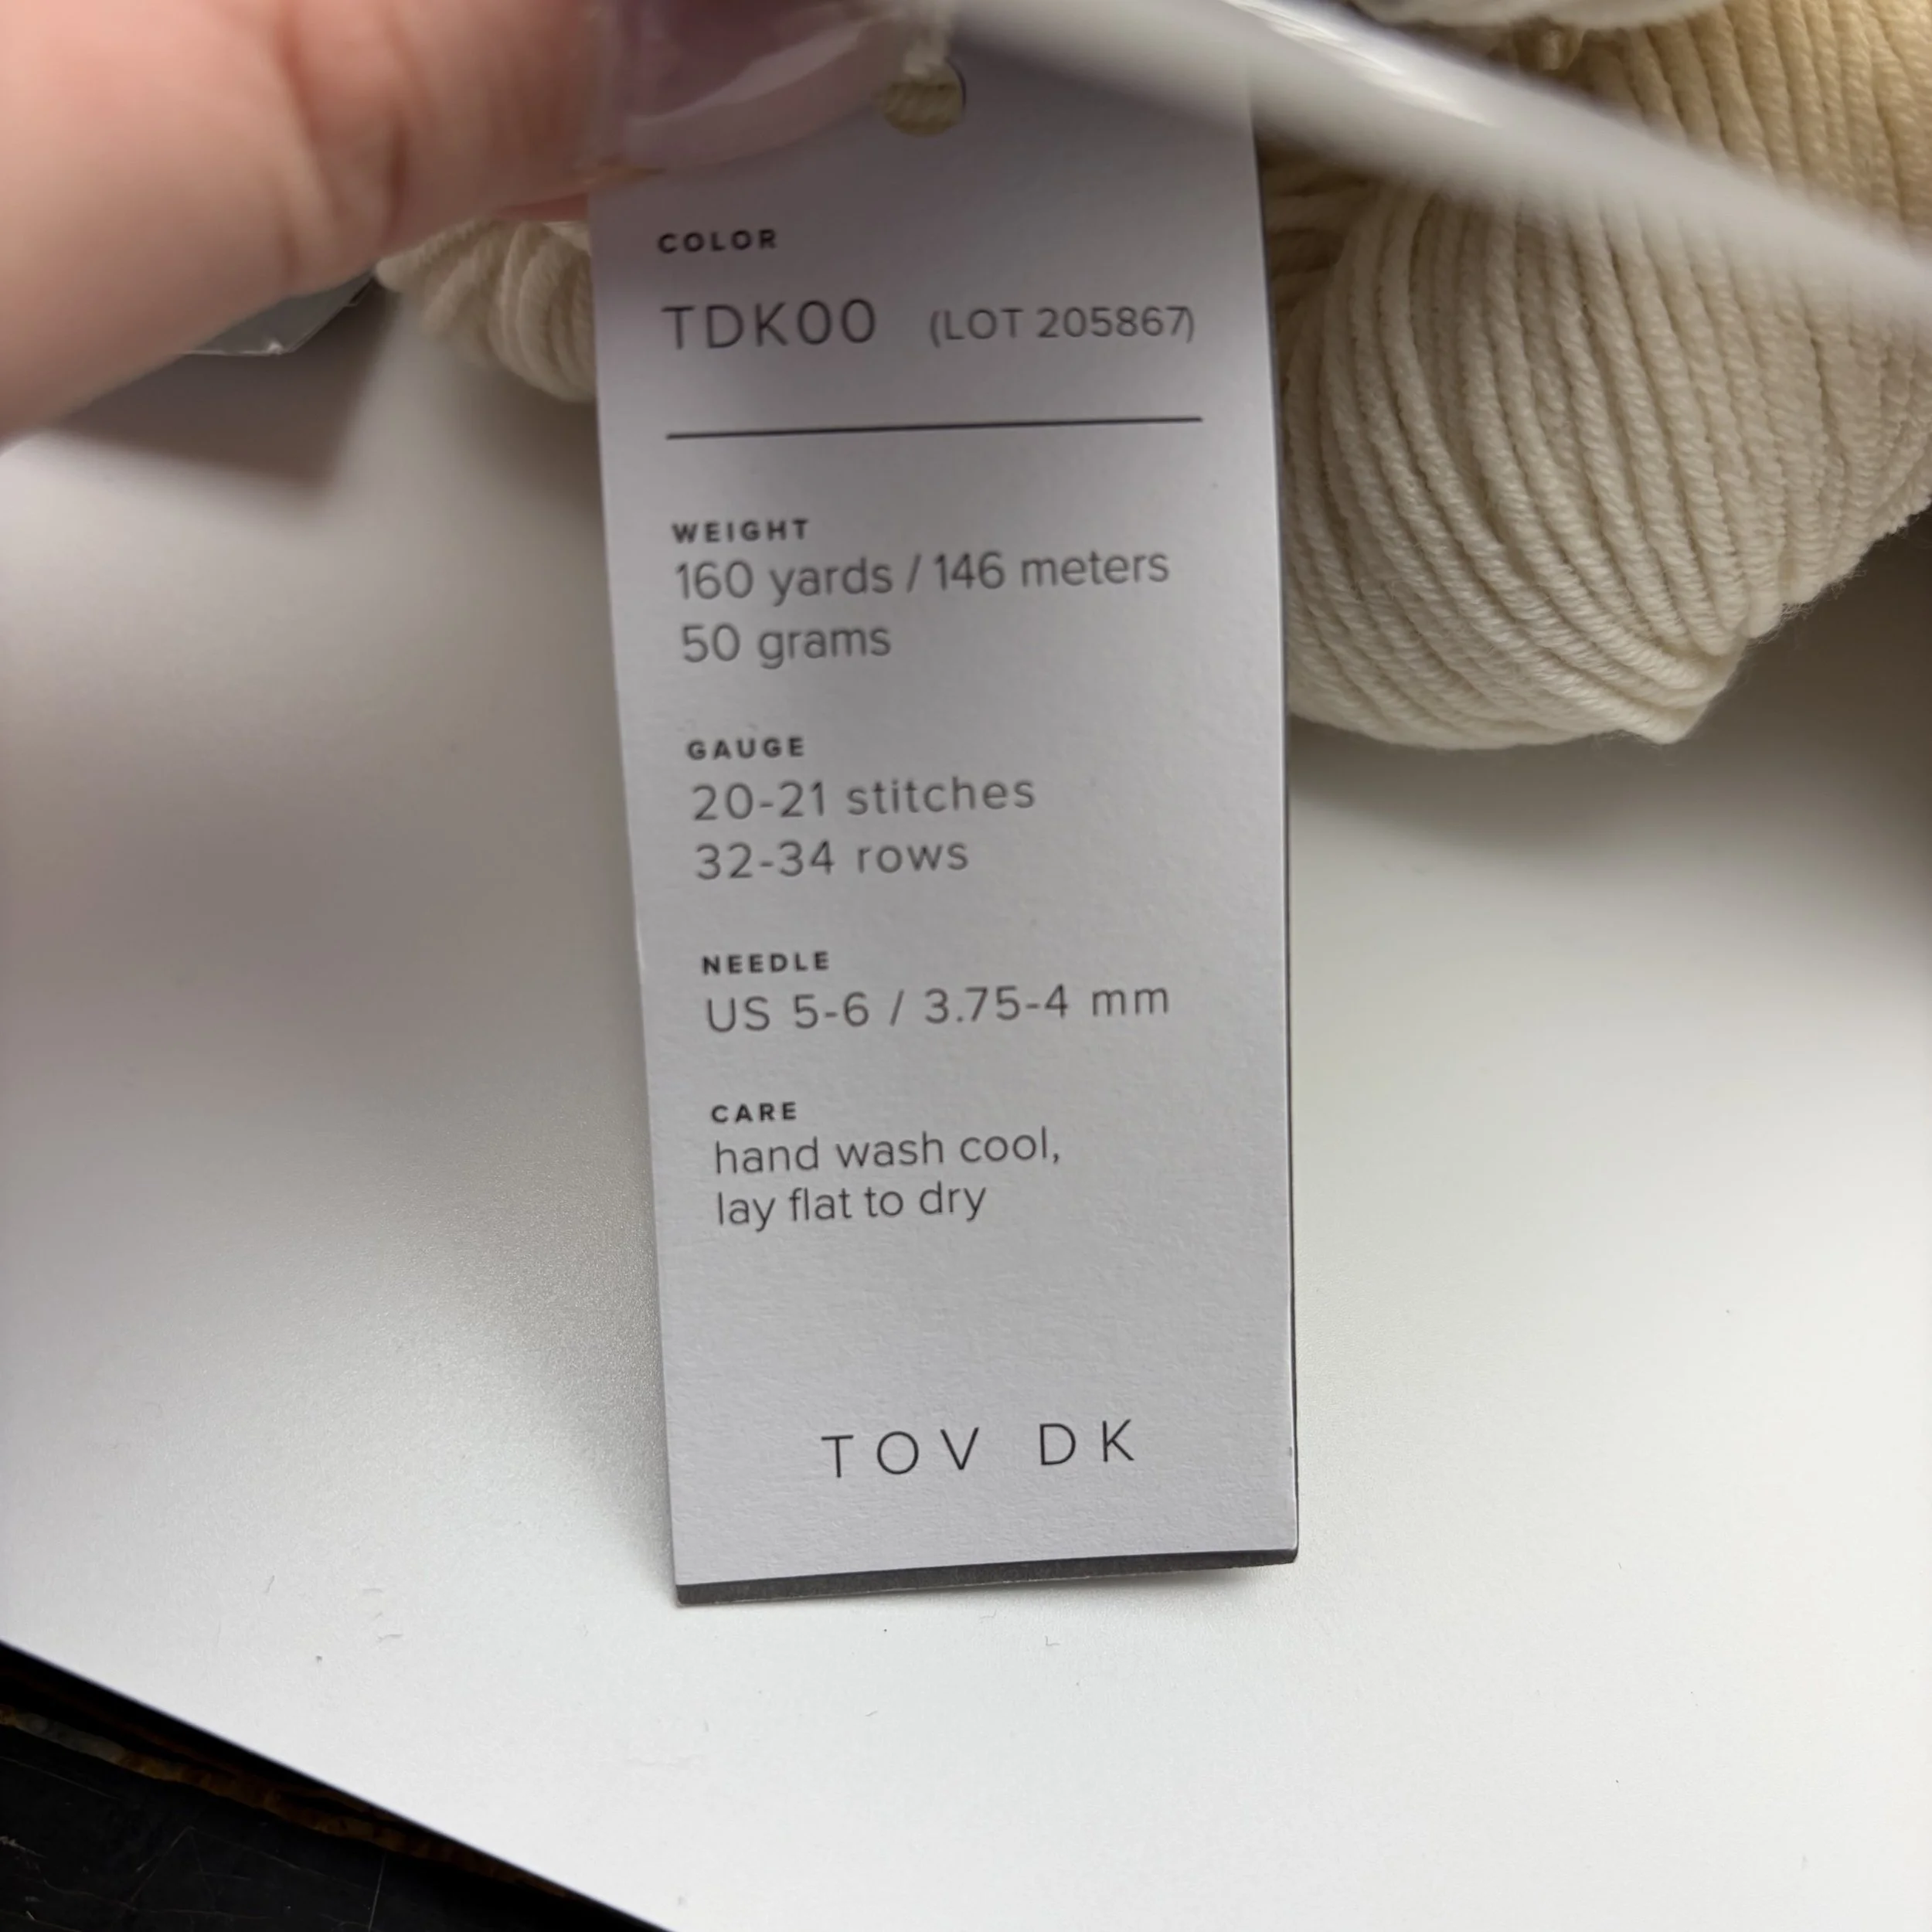 COLOR
TDK00 (LOT 205867)
WEIGHT
160 yards / 146 meters
50 grams
GAUGE
20-21 stitches
32-34 rows
NEEDLE
US 5-6 / 3.75-4 mm
CARE
hand wash cool,
lay flat to dry
TOV DK